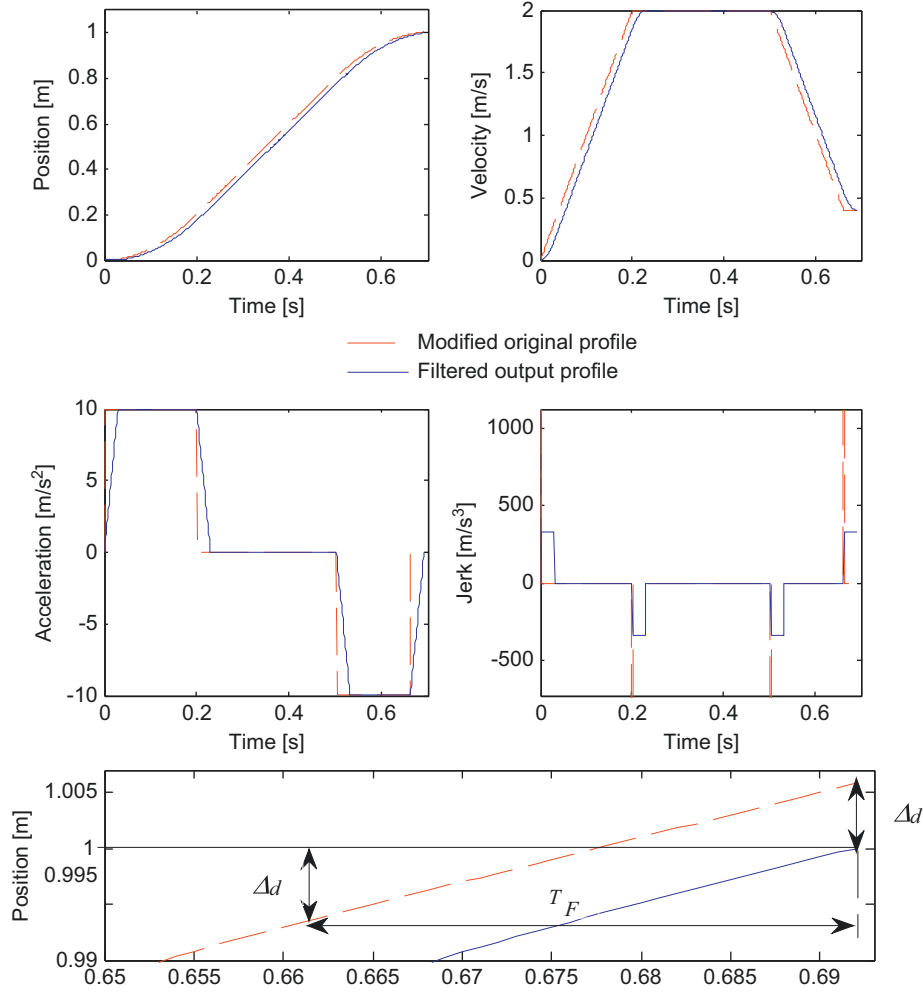 Position [m]
1
0.8
0.6
0.4
0.2
0
0
0.2
0.4
0.6
Time [s]
Velocity [m/s]
2
1.5
1
0.5
0
0
0.2
0.4
0.6
Time [s]
Modified original profile
Filtered output profile
Acceleration [m/s²]
10
5
0
-5
-10
0
0.2
0.4
0.6
Time [s]
Jerk [m/s³]
1000
500
0
-500
0
0.2
0.4
0.6
Time [s]
Position [m]
1.005
1
0.995
0.99
Δd
T_F
Δd
0.65 0.655 0.66 0.665 0.67 0.675 0.68 0.685 0.69